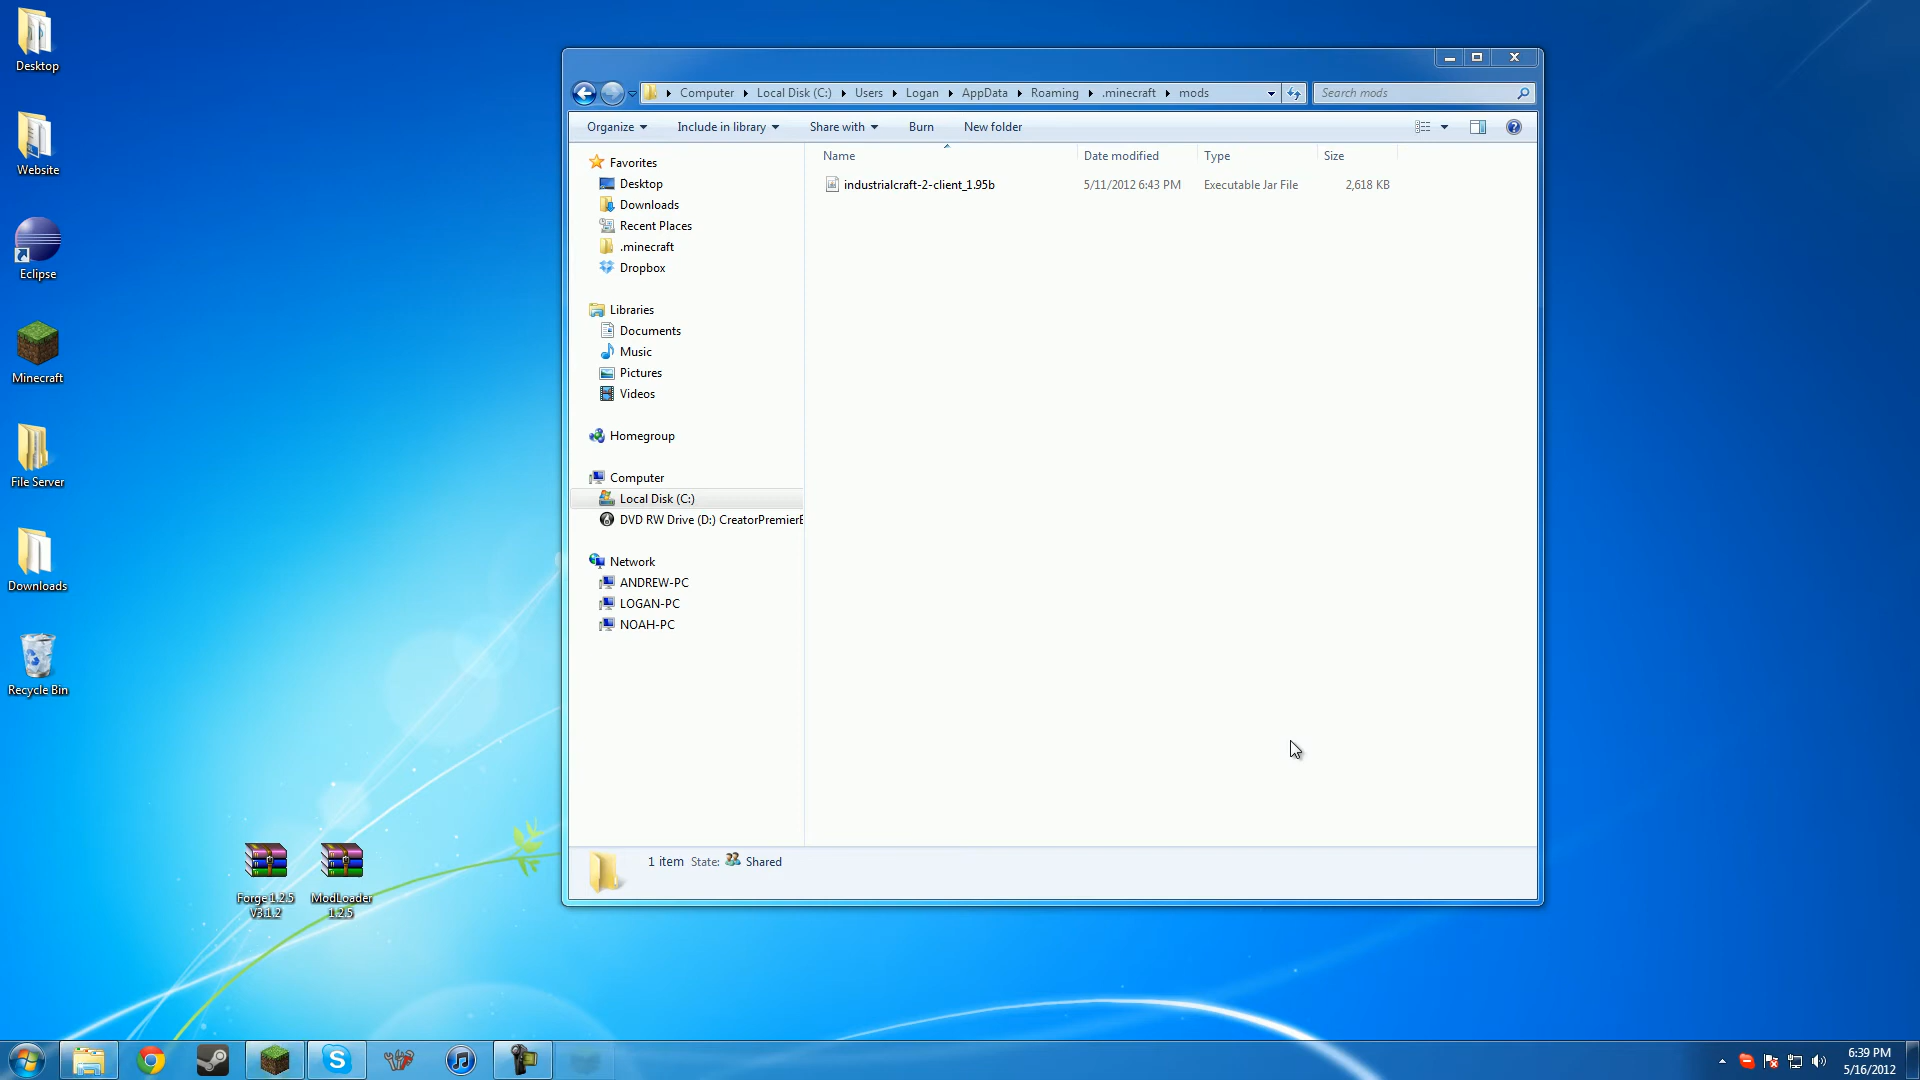 Desktop
Website
Eclipse
Minecraft
File Server
Downloads
Recycle Bin
Forge 1.2.5
V3.1.2
ModLoader
1.2.5
Computer Local Disk (C:) Users Logan AppData Roaming .minecraft mods
Search mods
Organize Include in library Share with Burn New folder
Favorites
Desktop
Downloads
Recent Places
.minecraft
Dropbox
Libraries
Documents
Music
Pictures
Videos
Homegroup
Computer
Local Disk (C:)
DVD RW Drive (D:) CreatorPremierE
Network
ANDREW-PC
LOGAN-PC
NOAH-PC
Name Date modified Type Size
industrialcraft-2-client_1.95b 5/11/2012 6:43 PM Executable Jar File 2,618 KB
1 item State: Shared
6:39 PM
5/16/2012